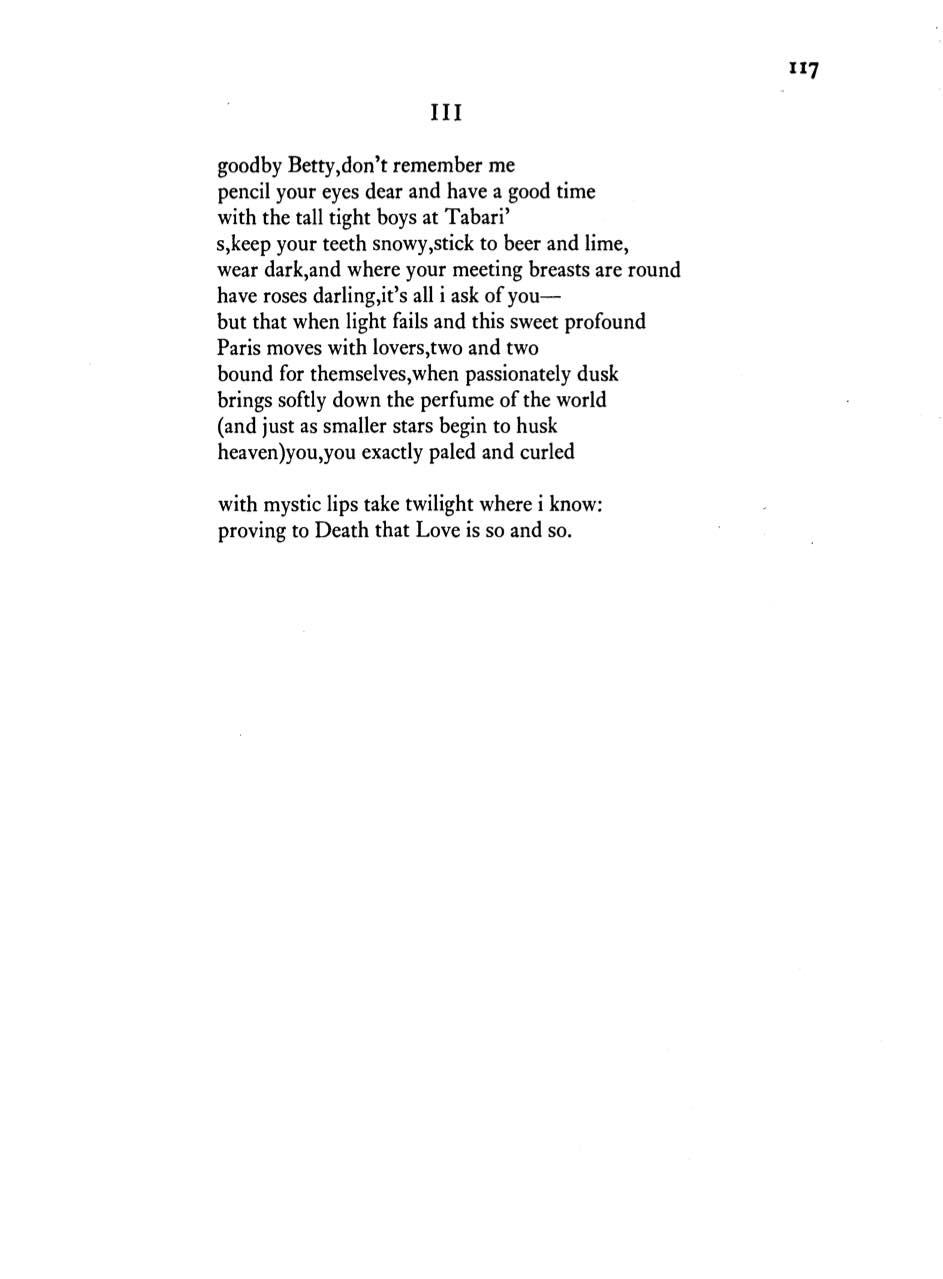 117
III
goodby Betty,don’t remember me
pencil your eyes dear and have a good time
with the tall tight boys at Tabari’
s,keep your teeth snowy,stick to beer and lime,
wear dark,and where your meeting breasts are round
have roses darling,it’s all i ask of you—
but that when light fails and this sweet profound
Paris moves with lovers,two and two
bound for themselves,when passionately dusk
brings softly down the perfume of the world
(and just as smaller stars begin to husk
heaven)you,you exactly paled and curled
with mystic lips take twilight where i know:
proving to Death that Love is so and so.